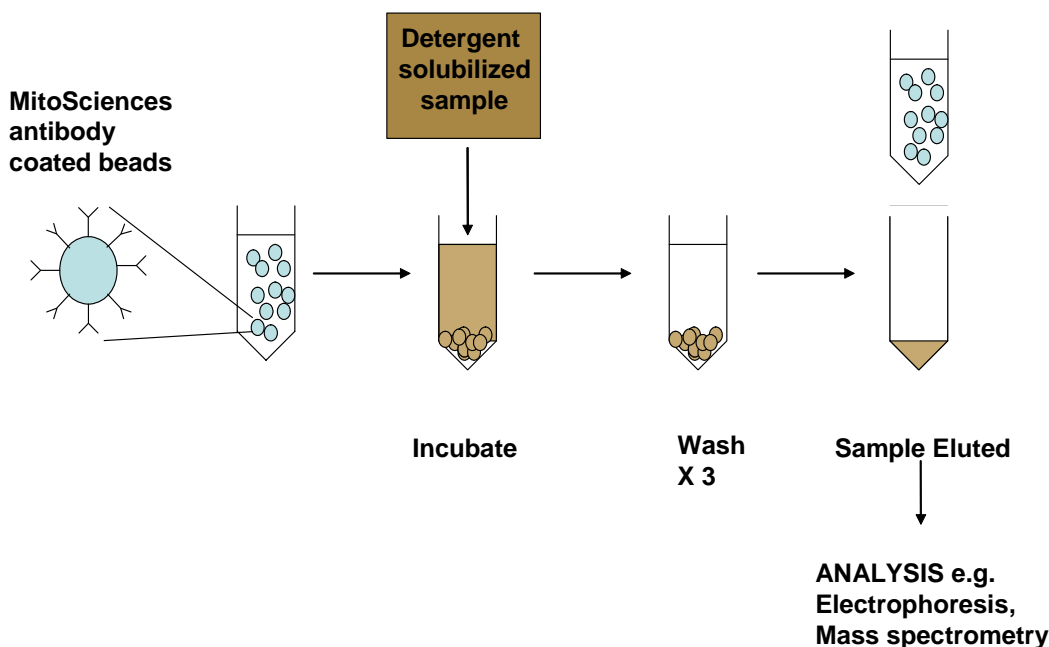 MitoSciences
antibody
coated beads
Detergent
solubilized
sample
Incubate
Wash
X 3
Sample Eluted
ANALYSIS e.g.
Electrophoresis,
Mass spectrometry